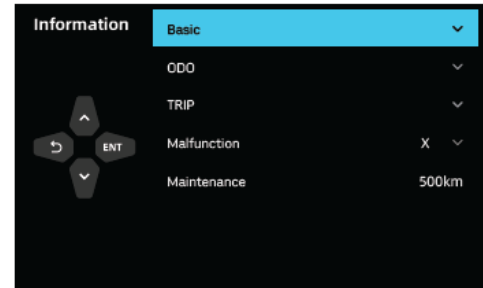 Information
Basic
ODO
TRIP
Malfunction X
Maintenance 500km
ENT